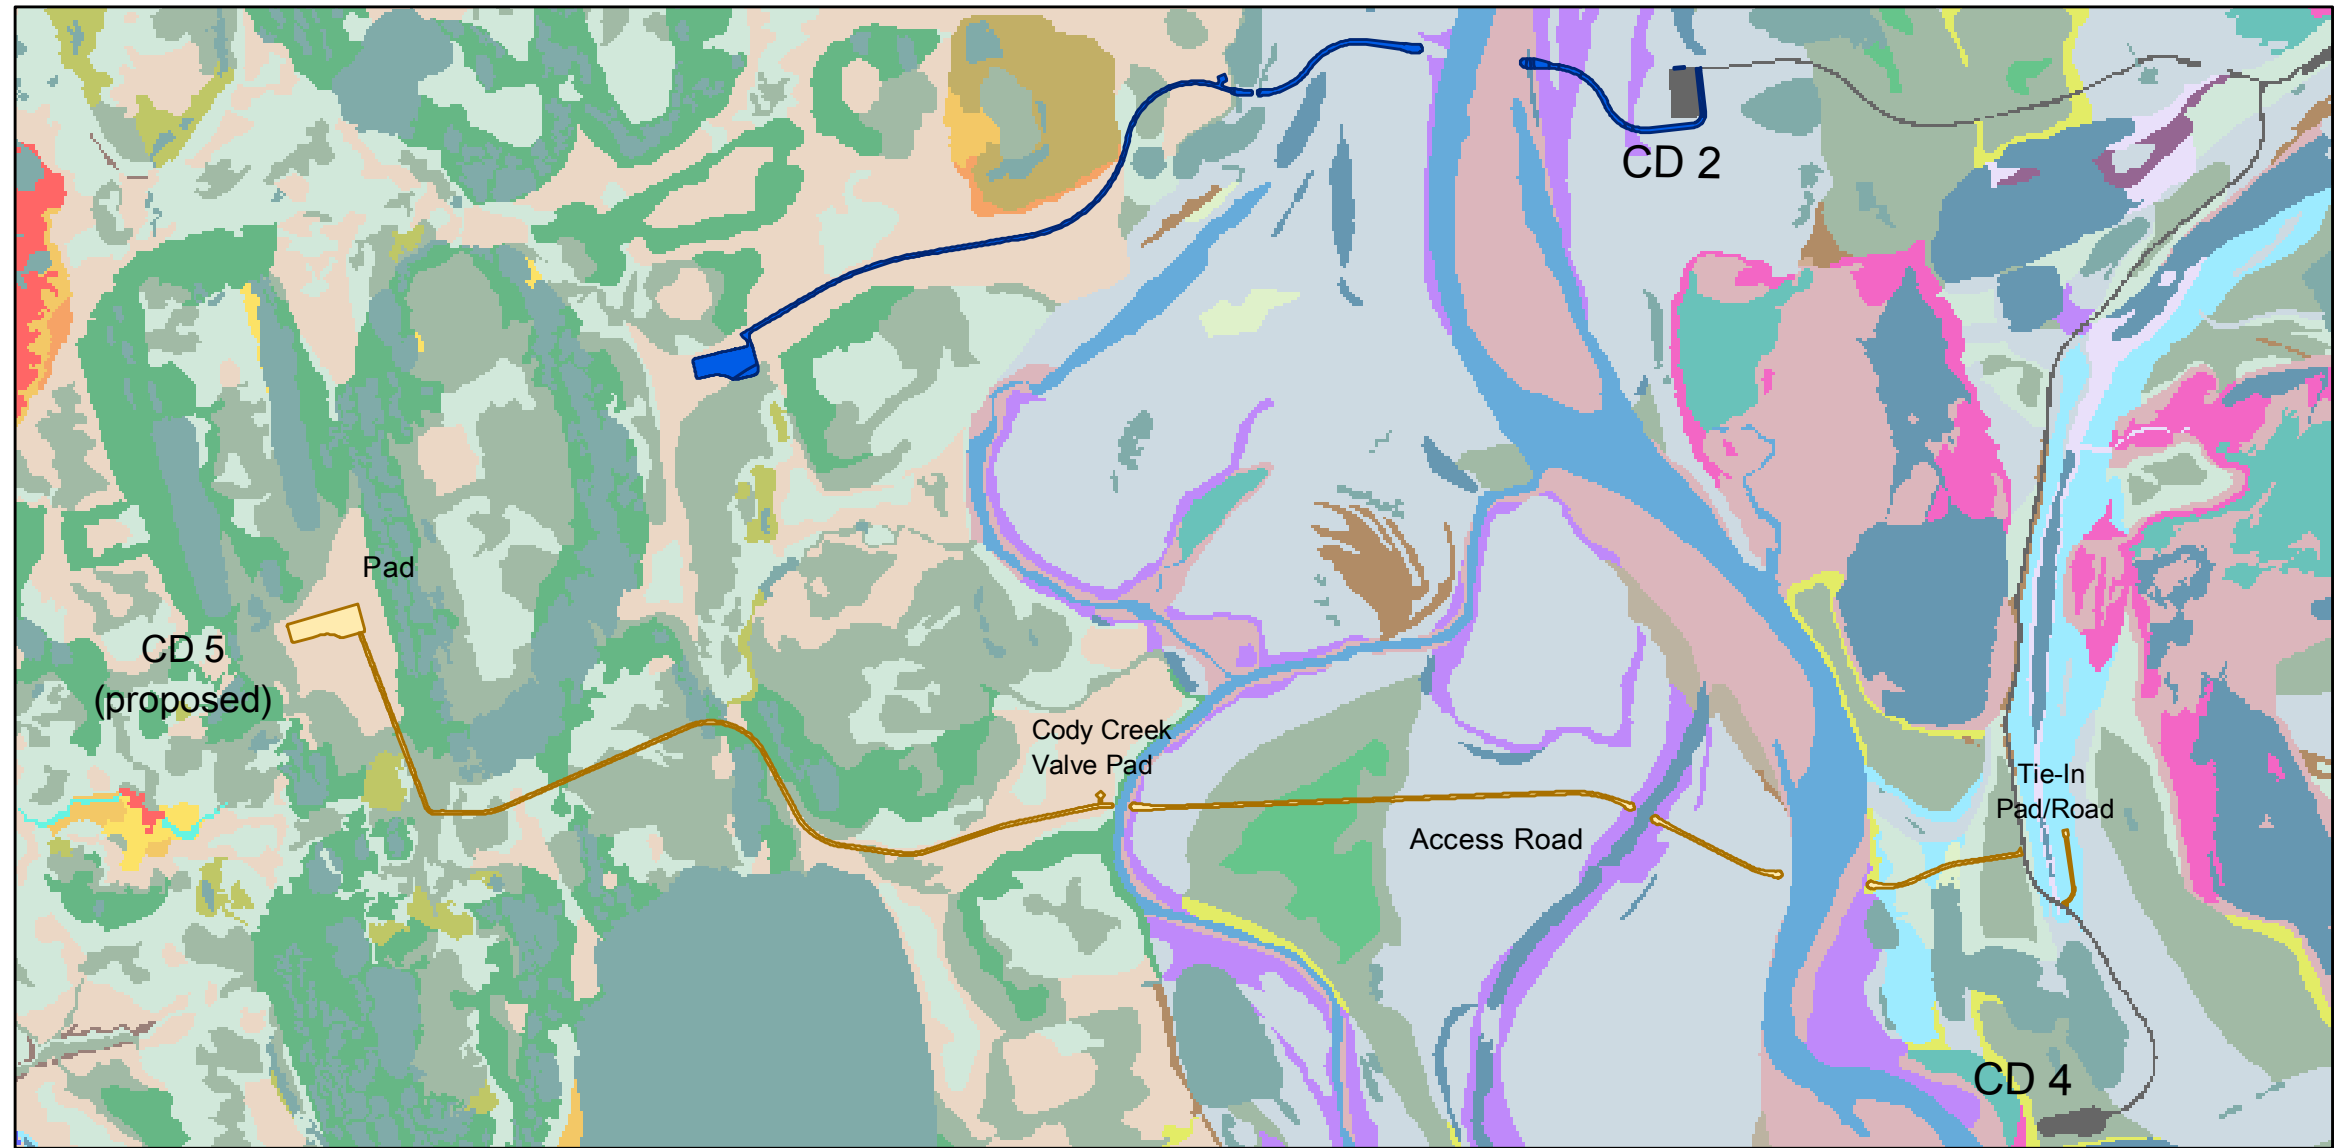 CD 2
Pad
CD 5
(proposed)
Cody Creek
Valve Pad
Tie-In
Pad/Road
Access Road
CD 4